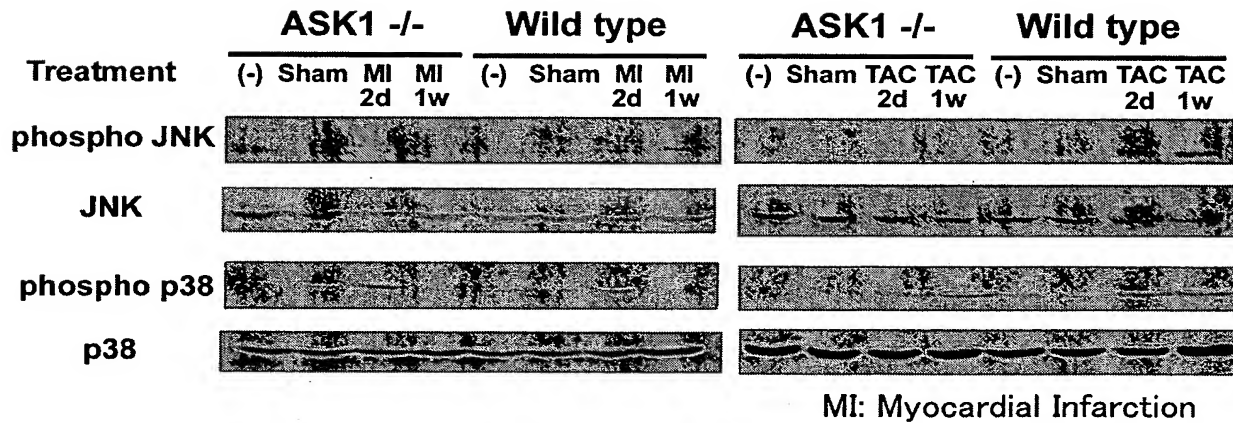 ASK1 -/- Wild type ASK1 -/- Wild type
Treatment (-) Sham MI MI (-) Sham MI MI (-) Sham TAC TAC (-) Sham TAC TAC
2d 1w 2d 1w 2d 1w 2d 1w
phospho JNK
JNK
phospho p38
p38
MI: Myocardial Infarction